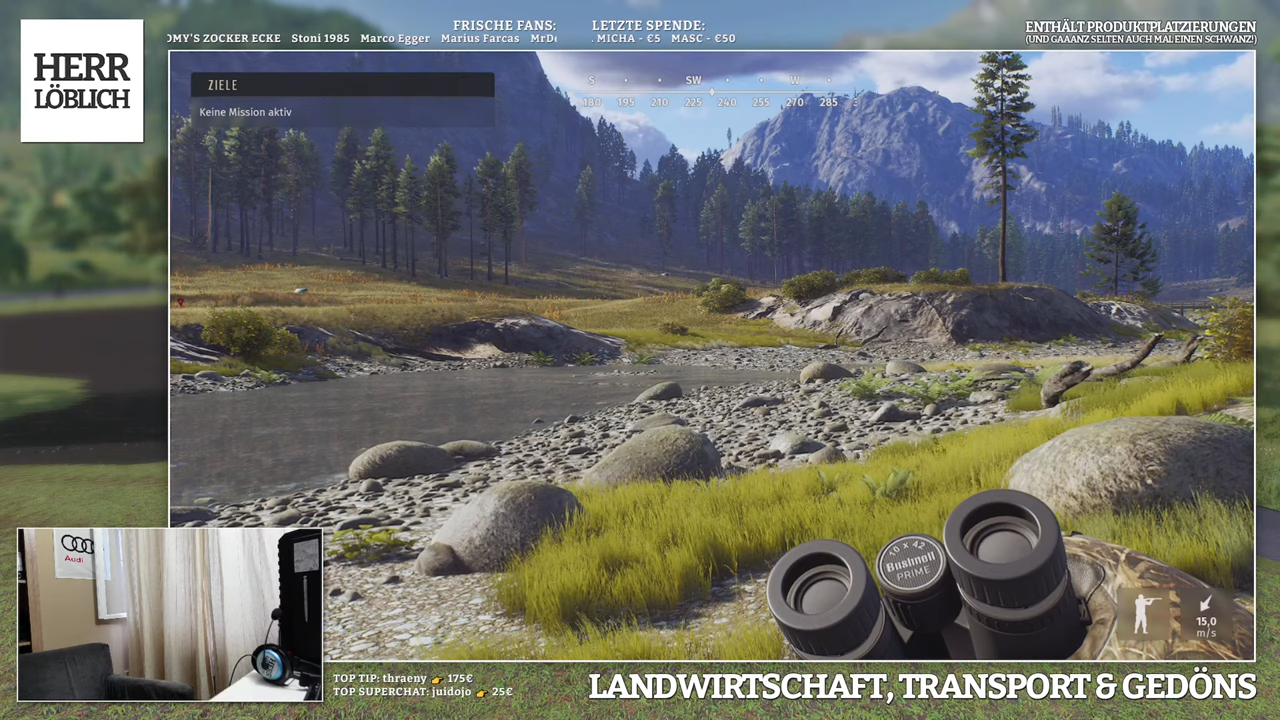 HERR
LÖBLICH
FRISCHE FANS:
OMY'S ZOCKER ECKE Stoni 1985 Marco Egger Marius Farcas
LETZTE SPENDE:
. MICHA - €5 MASC - €50
ENTHÄLT PRODUKTPLATZIERUNGEN
(UND GAAANZ SELTEN AUCH MAL EINEN SCHWANZ!)
ZIELE
Keine Mission aktiv
S SW W
180 195 210 225 240 255 270 285
Audi
10 x 42
Bushnell
PRIME
15,0
m/s
TOP TIP: thraeny 👉 175€
TOP SUPERCHAT: juidojo 👉 25€
LANDWIRTSCHAFT, TRANSPORT & GEDÖNS